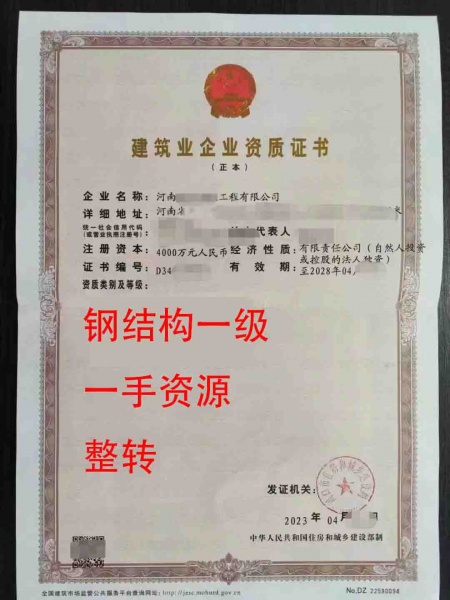 建筑业企业资质证书
（正本）
企业名称：河南 工程有限公司
详细地址：河南
统一社会信用代码
（或营业执照注册号）：
代表人
注册资本：4000万元人民币 经济性质：有限责任公司（自然人投资
或控股的法人独资）
证书编号：D34 有效期：至2028年04
资质类别及等级：
钢结构一级
一手资源
整转
发证机关：
2023 年 04
中华人民共和国住房和城乡建设部制
全国建筑市场监管公共服务平台查询网址：http://jzsc.mohurd.gov.cn
No.DZ 22590094